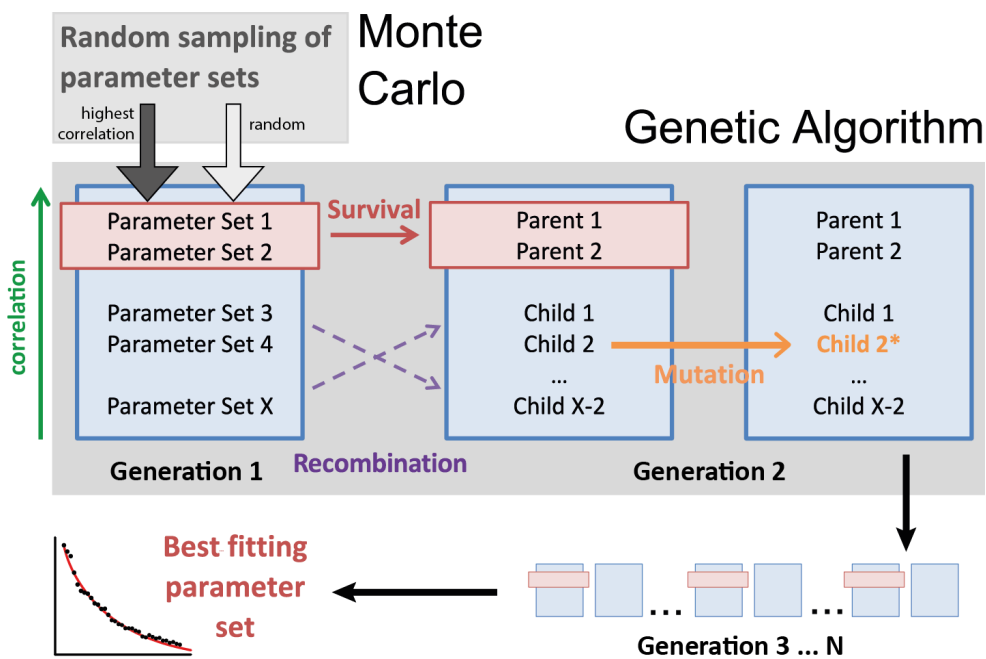 Random sampling of
parameter sets
Monte
Carlo
highest
correlation
random
Genetic Algorithm
correlation
Parameter Set 1
Parameter Set 2
Parameter Set 3
Parameter Set 4
Parameter Set X
Generation 1
Survival
Recombination
Parent 1
Parent 2
Child 1
Child 2
...
Child X-2
Mutation
Generation 2
Parent 1
Parent 2
Child 1
Child 2*
...
Child X-2
Best fitting
parameter
set
... ...
Generation 3 ... N